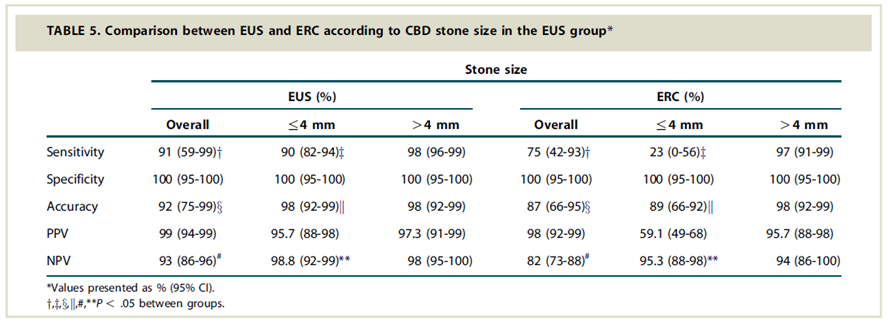 TABLE 5. Comparison between EUS and ERC according to CBD stone size in the EUS group*
Stone size
EUS (%) ERC (%)
Overall ≤4 mm >4 mm Overall ≤4 mm >4 mm
Sensitivity 91 (59-99)† 90 (82-94)‡ 98 (96-99) 75 (42-93)† 23 (0-56)‡ 97 (91-99)
Specificity 100 (95-100) 100 (95-100) 100 (95-100) 100 (95-100) 100 (95-100) 100 (95-100)
Accuracy 92 (75-99)§ 98 (92-99)|| 98 (92-99) 87 (66-95)§ 89 (66-92)|| 98 (92-99)
PPV 99 (94-99) 95.7 (88-98) 97.3 (91-99) 98 (92-99) 59.1 (49-68) 95.7 (88-98)
NPV 93 (86-96)# 98.8 (92-99)** 98 (95-100) 82 (73-88)# 95.3 (88-98)** 94 (86-100)
*Values presented as % (95% CI).
†,‡,§,||,#,**P < .05 between groups.